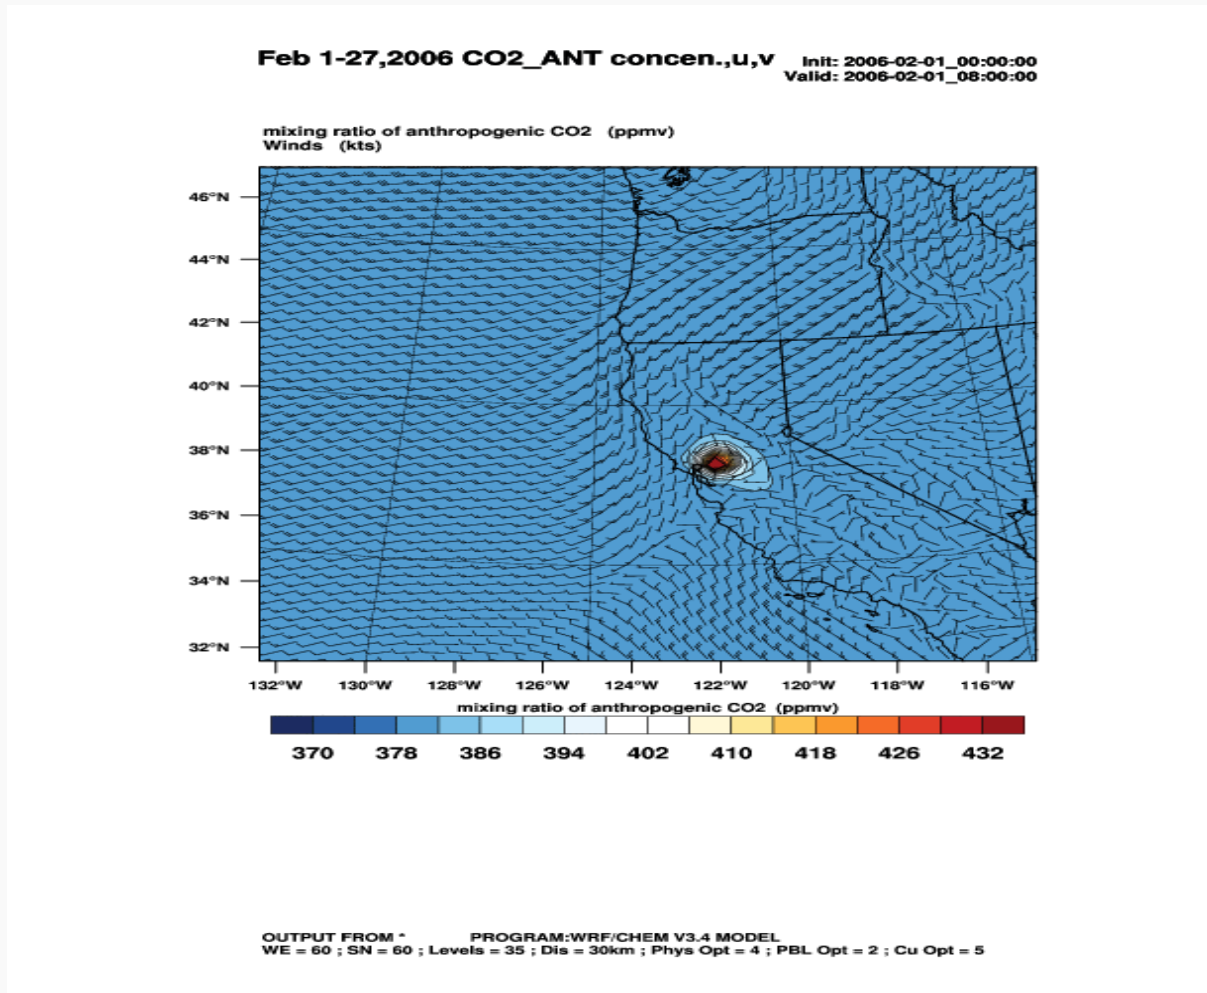 Feb 1-27,2006 CO2_ANT concen.,u,v
Init: 2006-02-01_00:00:00
Valid: 2006-02-01_08:00:00
mixing ratio of anthropogenic CO2 (ppmv)
Winds (kts)
46°N
44°N
42°N
40°N
38°N
36°N
34°N
32°N
132°W 130°W 128°W 126°W 124°W 122°W 120°W 118°W 116°W
mixing ratio of anthropogenic CO2 (ppmv)
370 378 386 394 402 410 418 426 432
OUTPUT FROM * PROGRAM:WRF/CHEM V3.4 MODEL
WE = 60 ; SN = 60 ; Levels = 35 ; Dis = 30km ; Phys Opt = 4 ; PBL Opt = 2 ; Cu Opt = 5